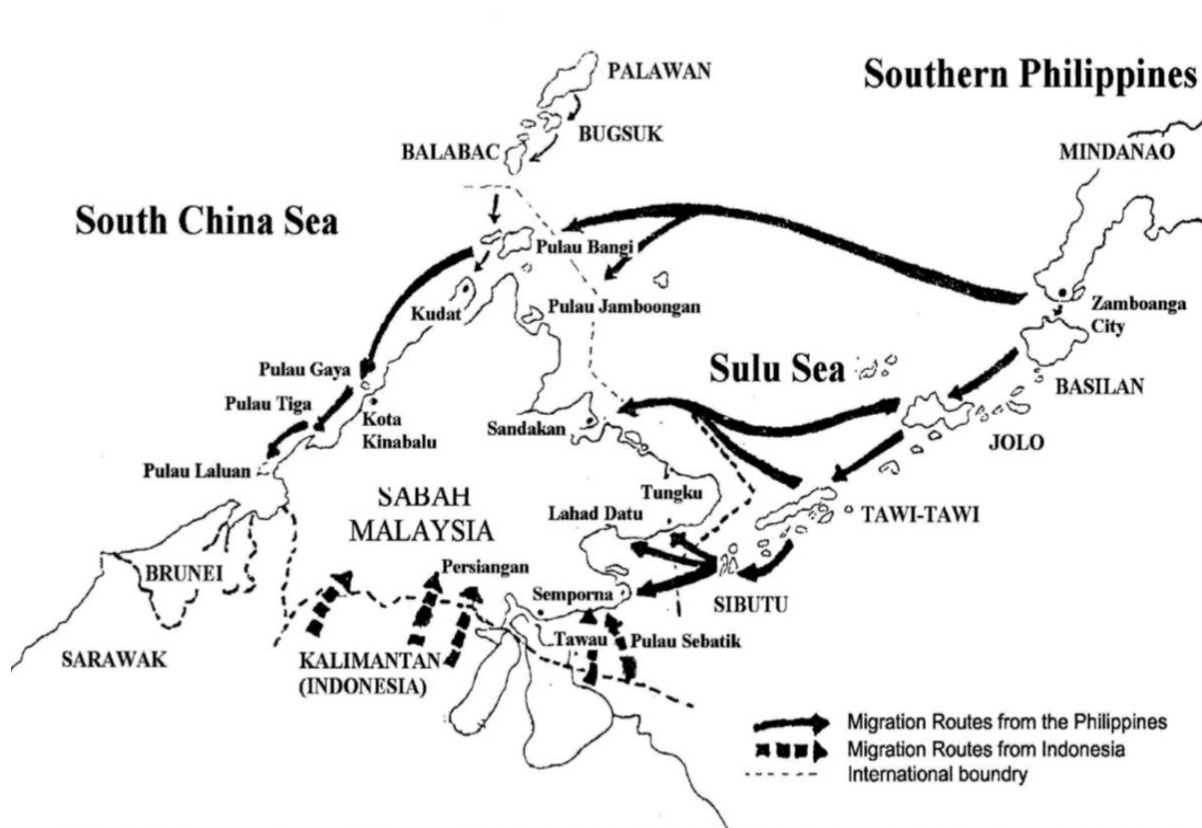 PALAWAN
Southern Philippines
BUGSUK
BALABAC
MINDANAO
South China Sea
Pulau Bangi
Kudat
Pulau Jamboongan
Zamboanga
City
Pulau Gaya
Sulu Sea
BASILAN
Pulau Tiga
Kota
Kinabalu
Sandakan
JOLO
Pulau Laluan
SABAH
MALAYSIA
Tungku
Lahad Datu
TAWI-TAWI
BRUNEI
Persiangan
Semporna
SIBUTU
SARAWAK
KALIMANTAN
(INDONESIA)
Tawau
Pulau Sebatik
Migration Routes from the Philippines
Migration Routes from Indonesia
International boundry